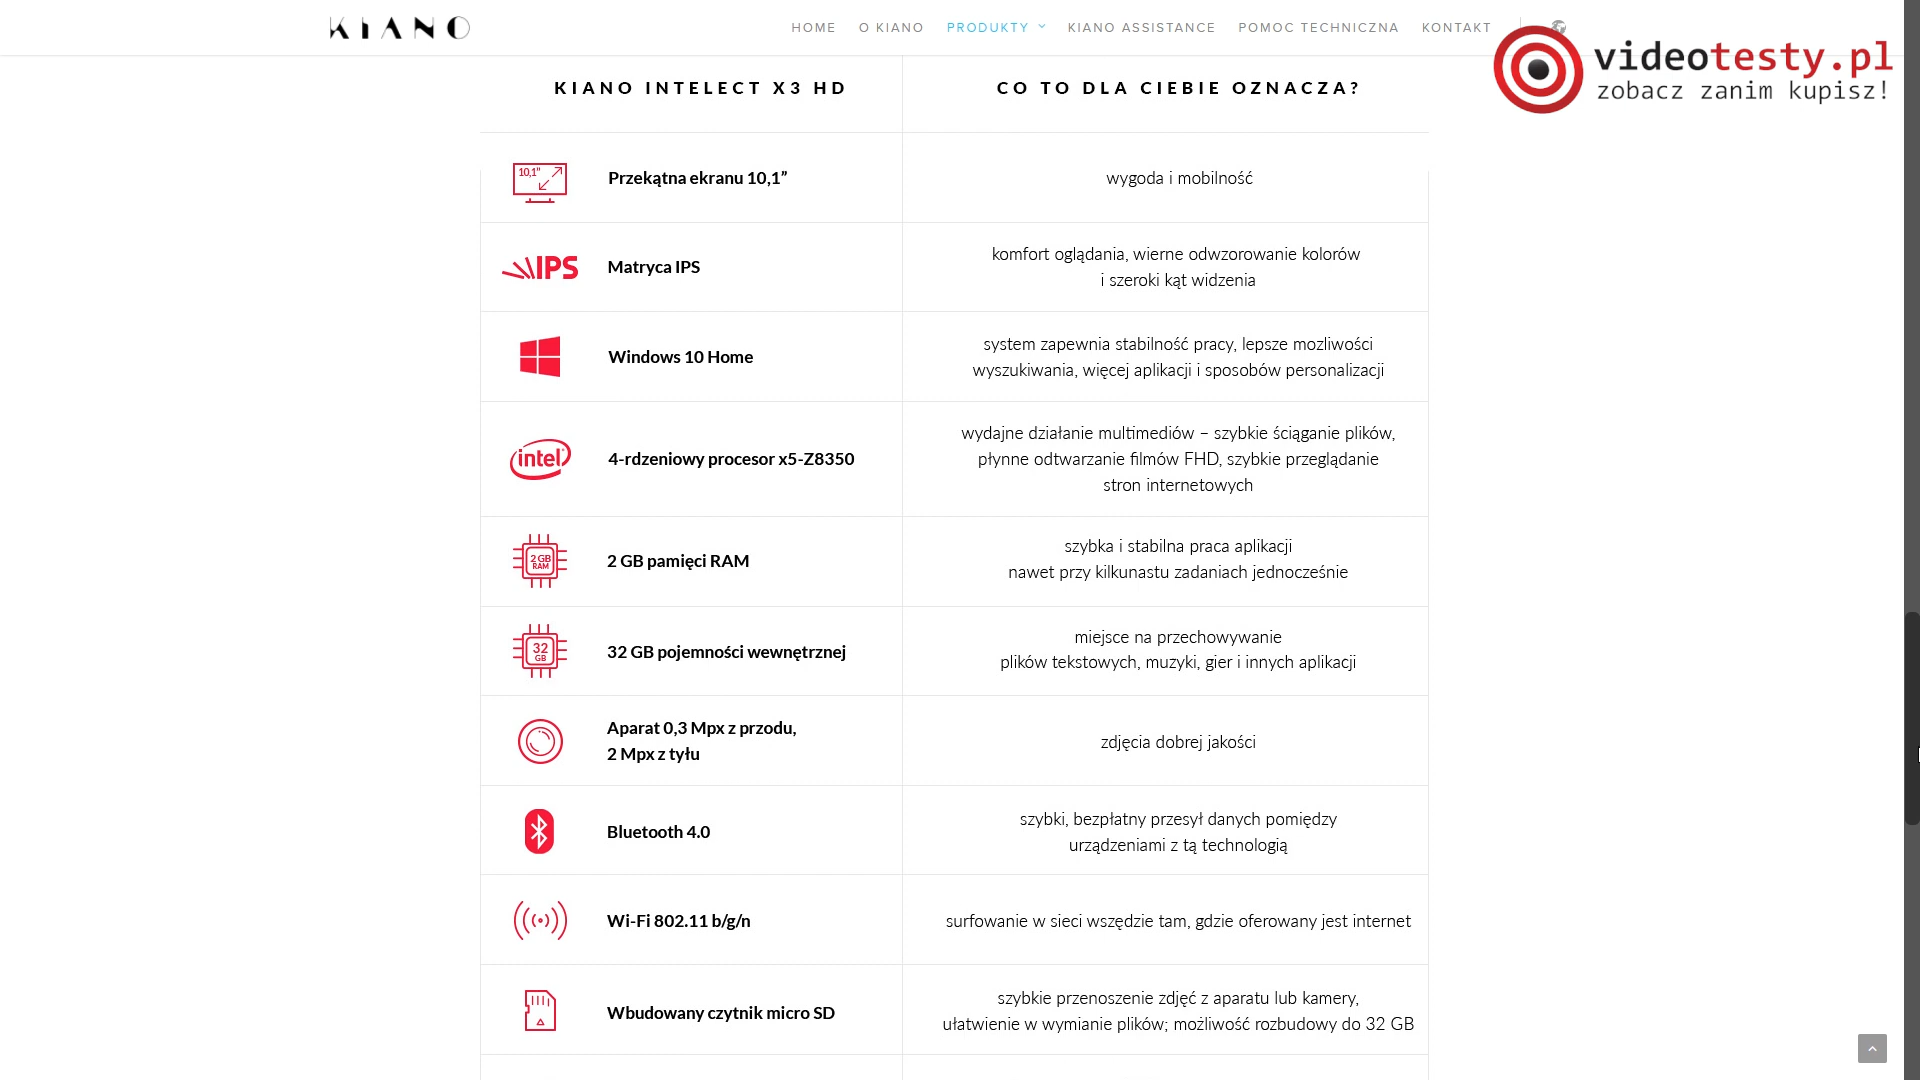 KIANO
HOME O KIANO PRODUKTY KIANO ASSISTANCE POMOC TECHNICZNA KONTAKT
videotesty.pl
zobacz zanim kupisz!
KIANO INTELECT X3 HD
CO TO DLA CIEBIE OZNACZA?
10,1”
Przekątna ekranu 10,1”
wygoda i mobilność
IPS
Matryca IPS
komfort oglądania, wierne odwzorowanie kolorów
i szeroki kąt widzenia
Windows 10 Home
system zapewnia stabilność pracy, lepsze mozliwości
wyszukiwania, więcej aplikacji i sposobów personalizacji
intel
4-rdzeniowy procesor x5-Z8350
wydajne działanie multimediów – szybkie ściąganie plików,
płynne odtwarzanie filmów FHD, szybkie przeglądanie
stron internetowych
2 GB
RAM
2 GB pamięci RAM
szybka i stabilna praca aplikacji
nawet przy kilkunastu zadaniach jednocześnie
32
GB
32 GB pojemności wewnętrznej
miejsce na przechowywanie
plików tekstowych, muzyki, gier i innych aplikacji
Aparat 0,3 Mpx z przodu,
2 Mpx z tyłu
zdjęcia dobrej jakości
Bluetooth 4.0
szybki, bezpłatny przesył danych pomiędzy
urządzeniami z tą technologią
Wi-Fi 802.11 b/g/n
surfowanie w sieci wszędzie tam, gdzie oferowany jest internet
Wbudowany czytnik micro SD
szybkie przenoszenie zdjęć z aparatu lub kamery,
ułatwienie w wymianie plików; możliwość rozbudowy do 32 GB